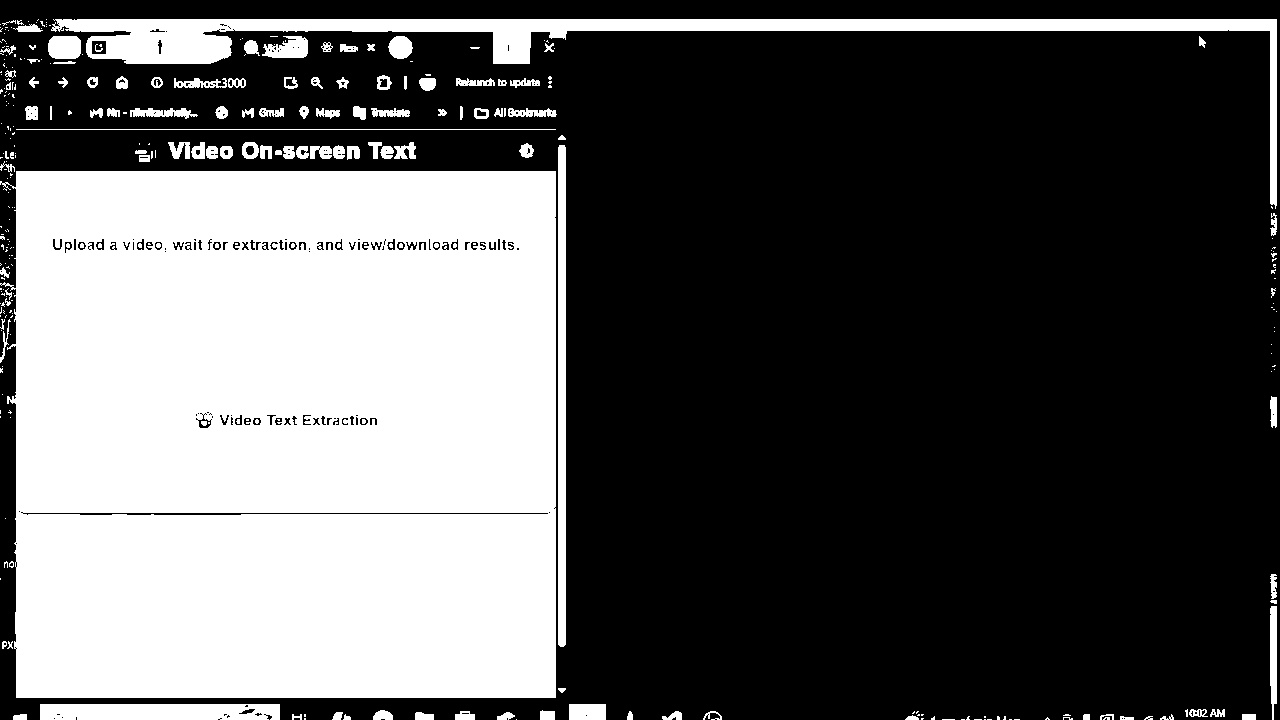 localhost:3000
Relaunch to update
Gmail
Maps
Translate
All Bookmarks
Video On-screen Text
Upload a video, wait for extraction, and view/download results.
Video Text Extraction
10:02 AM